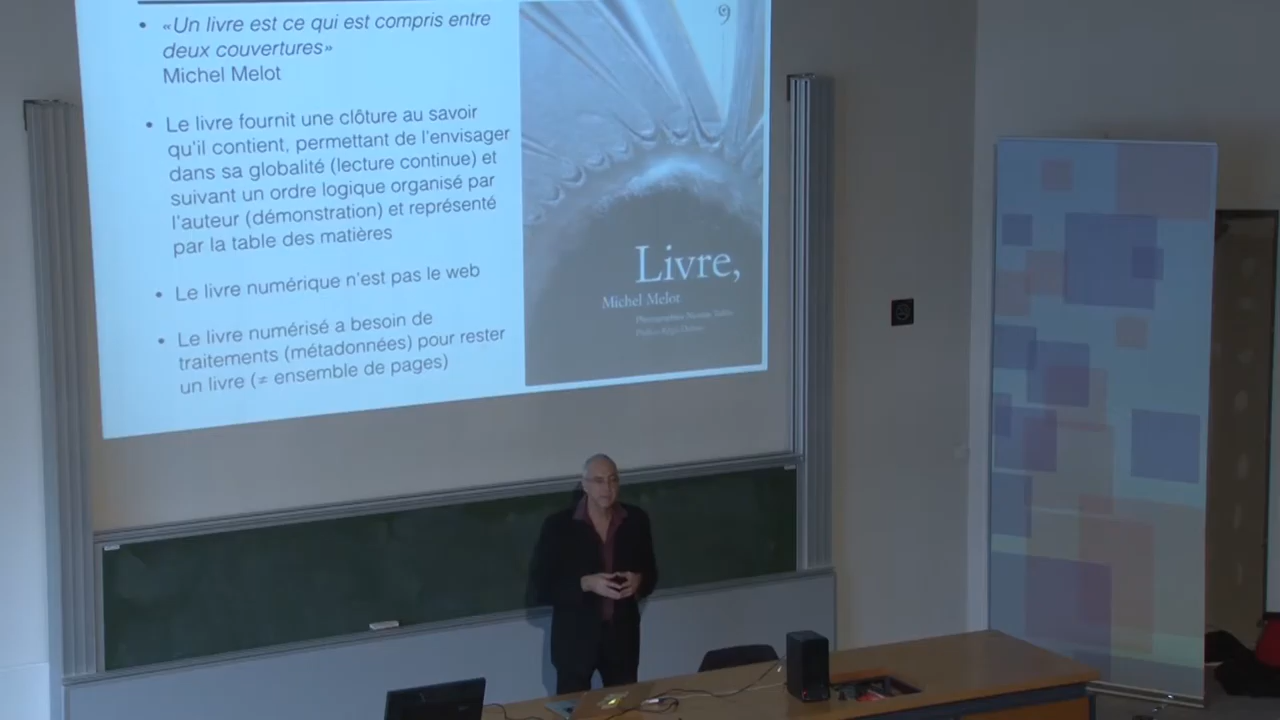 • «Un livre est ce qui est compris entre
deux couvertures»
Michel Melot
• Le livre fournit une clôture au savoir
qu'il contient, permettant de l'envisager
dans sa globalité (lecture continue) et
suivant un ordre logique organisé par
l'auteur (démonstration) et représenté
par la table des matières
• Le livre numérique n'est pas le web
• Le livre numérisé a besoin de
traitements (métadonnées) pour rester
un livre (≠ ensemble de pages)
9
Livre,
Michel Melot